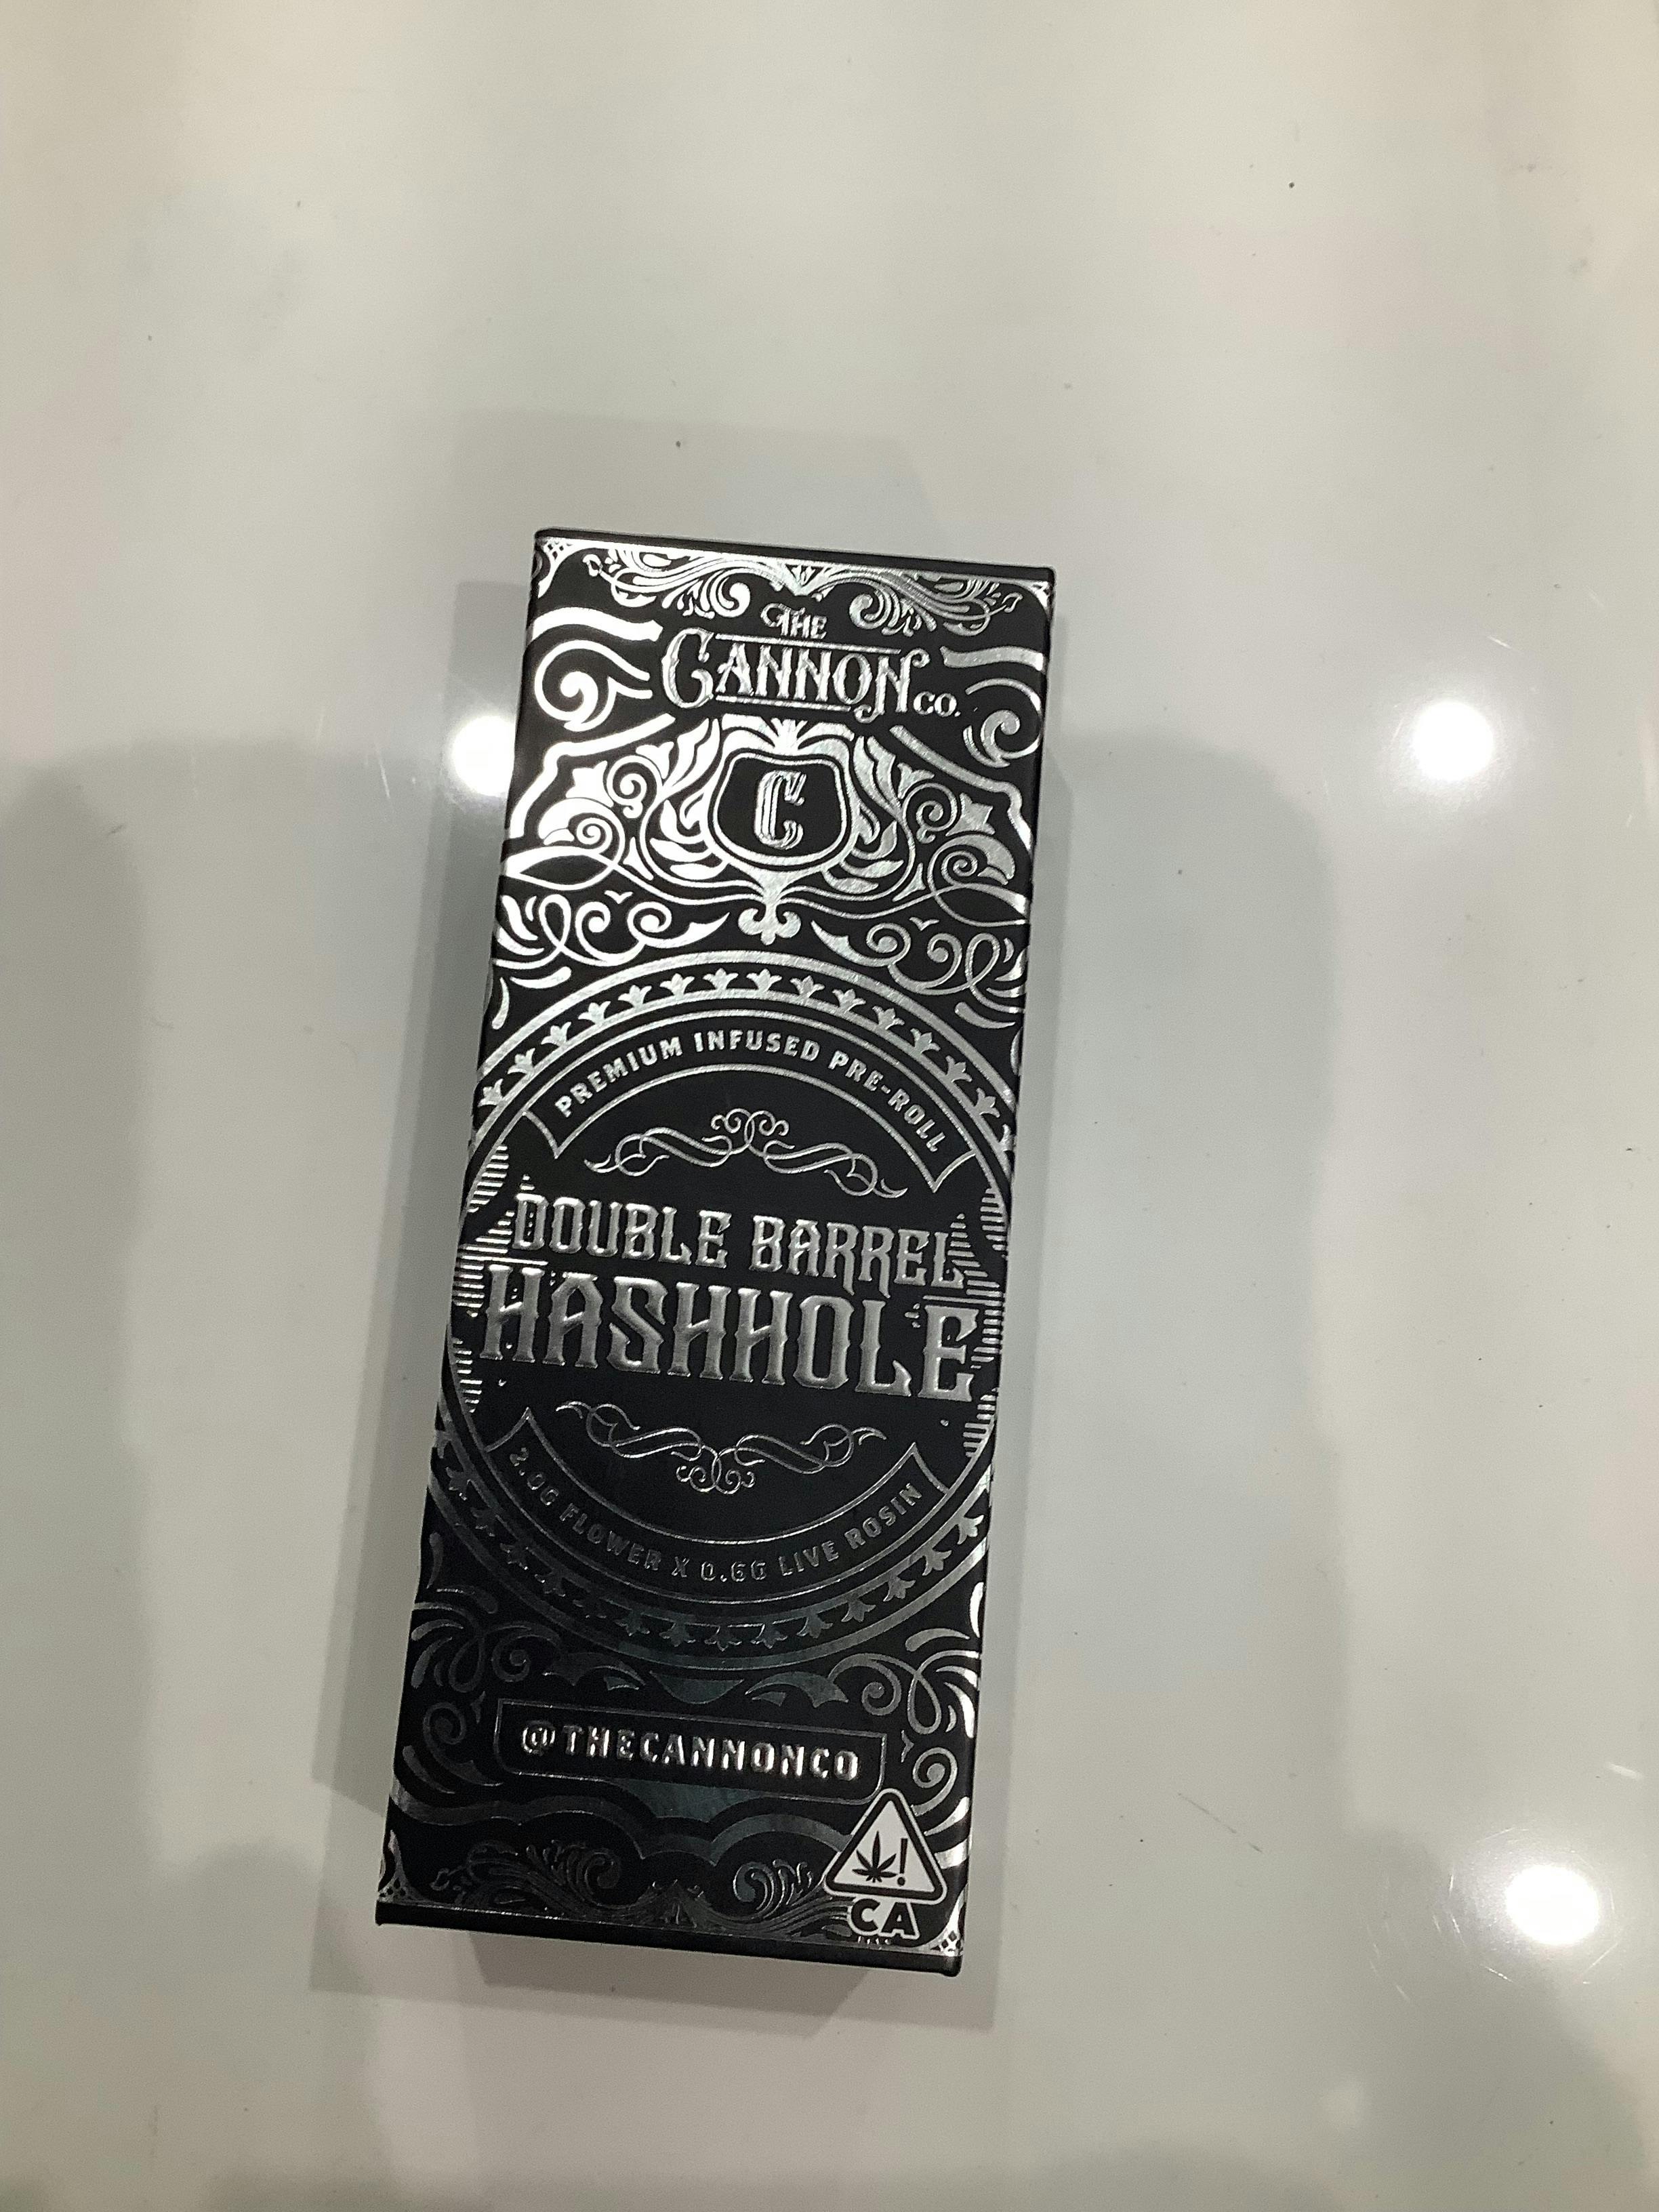 THE
CANNON CO.
C
PREMIUM INFUSED PRE-ROLL
DOUBLE BARREL
HASHHOLE
2.0G FLOWER X 0.6G LIVE ROSIN
@THECANNONCO
!
CA